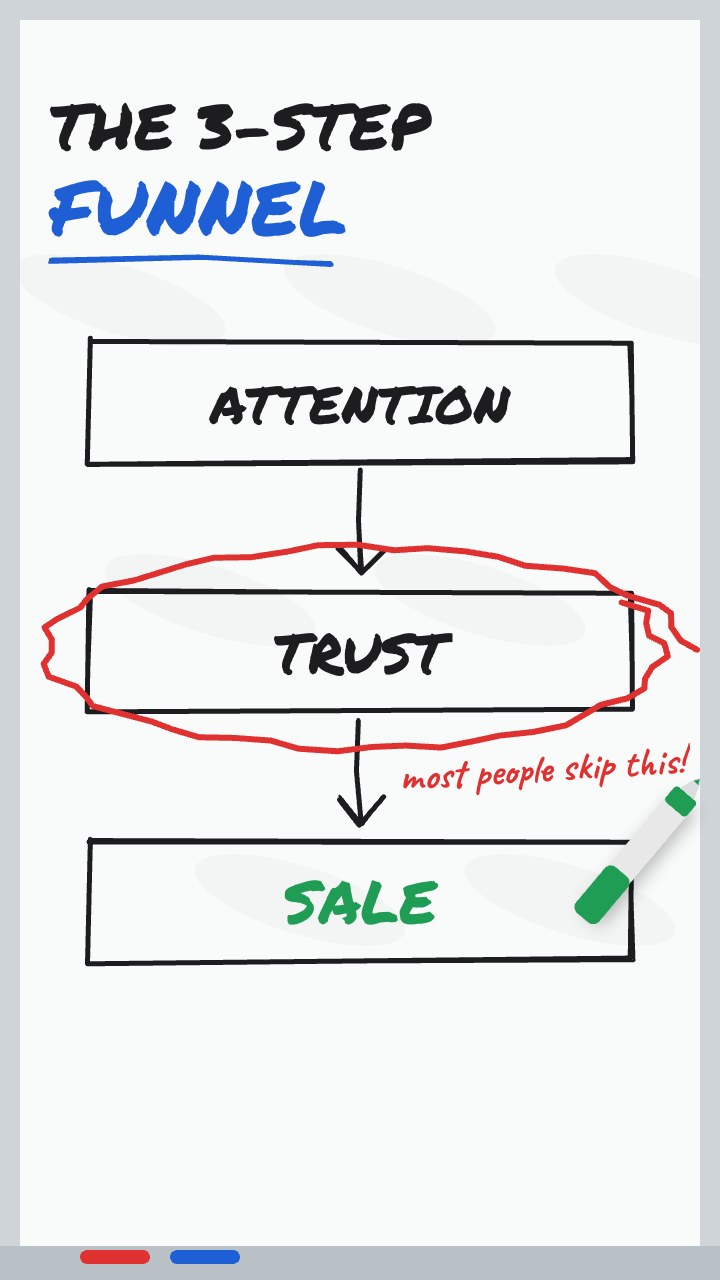 THE 3-STEP
FUNNEL
ATTENTION
TRUST
most people skip this!
SALE